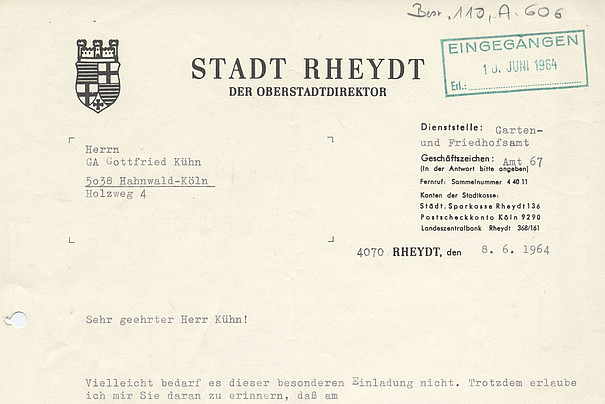 Best. 110, A. 606
EINGEGANGEN
10. JUNI 1964
Erl.:
STADT RHEYDT
DER OBERSTADTDIREKTOR
Dienststelle: Garten-
und Friedhofsamt
Geschäftszeichen: Amt 67
(In der Antwort bitte angeben)
Fernruf: Sammelnummer 4 40 11
Konten der Stadtkasse:
Städt. Sparkasse Rheydt 136
Postscheckkonto Köln 9290
Landeszentralbank Rheydt 368/161
Herrn
GA Gottfried Kühn
5038 Hahnwald-Köln
Holzweg 4
4070 RHEYDT, den 8. 6. 1964
Sehr geehrter Herr Kühn!
Vielleicht bedarf es dieser besonderen Einladung nicht. Trotzdem erlaube
ich mir Sie daran zu erinnern, daß am